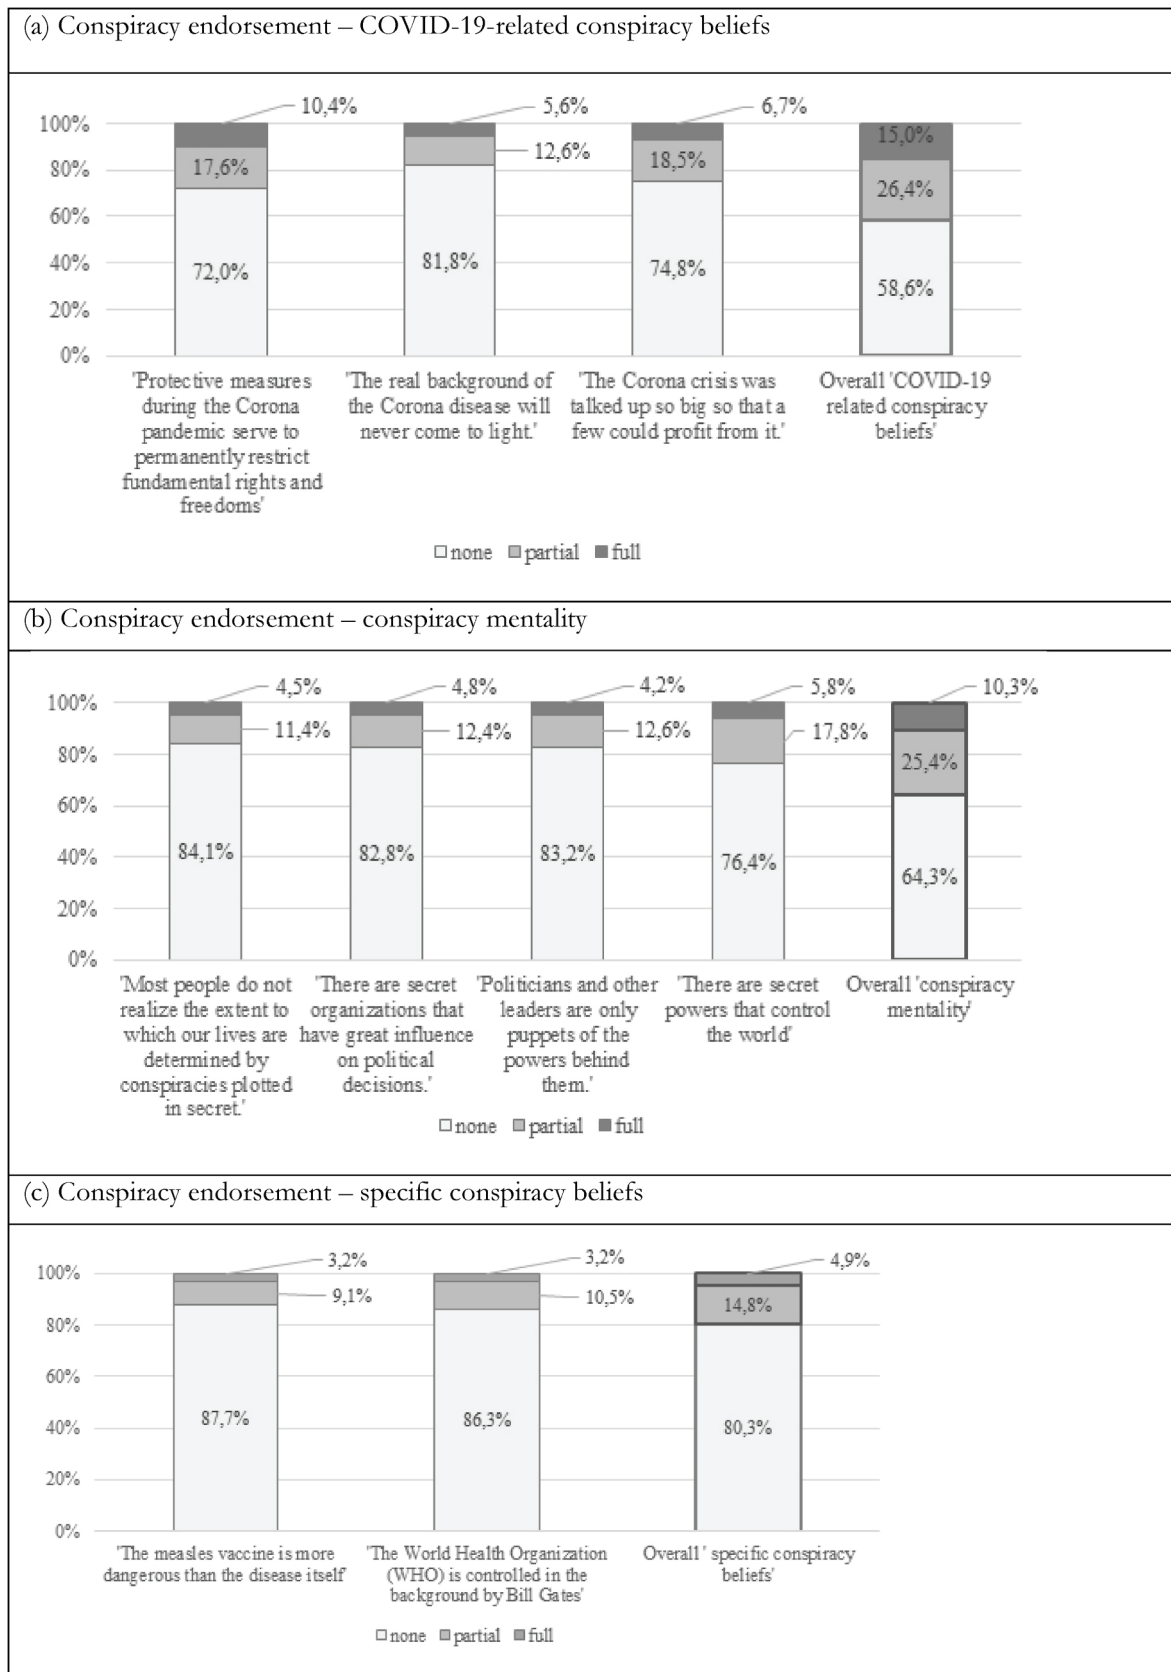 (a) Conspiracy endorsement – COVID-19-related conspiracy beliefs
10,4%
5,6%
6,7%
100%
80%
60%
40%
20%
0%
17,6%
72,0%
12,6%
81,8%
18,5%
74,8%
15,0%
26,4%
58,6%
'Protective measures
during the Corona
pandemic serve to
permanently restrict
fundamental rights and
freedoms'
'The real background of
the Corona disease will
never come to light.'
'The Corona crisis was
talked up so big so that a
few could profit from it.'
Overall 'COVID-19
related conspiracy
beliefs'
none partial full
(b) Conspiracy endorsement – conspiracy mentality
4,5%
4,8%
4,2%
5,8%
10,3%
100%
80%
60%
40%
20%
0%
11,4%
84,1%
12,4%
82,8%
12,6%
83,2%
17,8%
76,4%
25,4%
64,3%
'Most people do not
realize the extent to
which our lives are
determined by
conspiracies plotted
in secret.'
'There are secret
organizations that
have great influence
on political
decisions.'
'Politicians and other
leaders are only
puppets of the
powers behind
them.'
'There are secret
powers that control
the world'
Overall 'conspiracy
mentality'
none partial full
(c) Conspiracy endorsement – specific conspiracy beliefs
3,2%
3,2%
4,9%
100%
80%
60%
40%
20%
0%
9,1%
87,7%
10,5%
86,3%
14,8%
80,3%
'The measles vaccine is more
dangerous than the disease itself'
'The World Health Organization
(WHO) is controlled in the
background by Bill Gates'
Overall ' specific conspiracy
beliefs'
none partial full